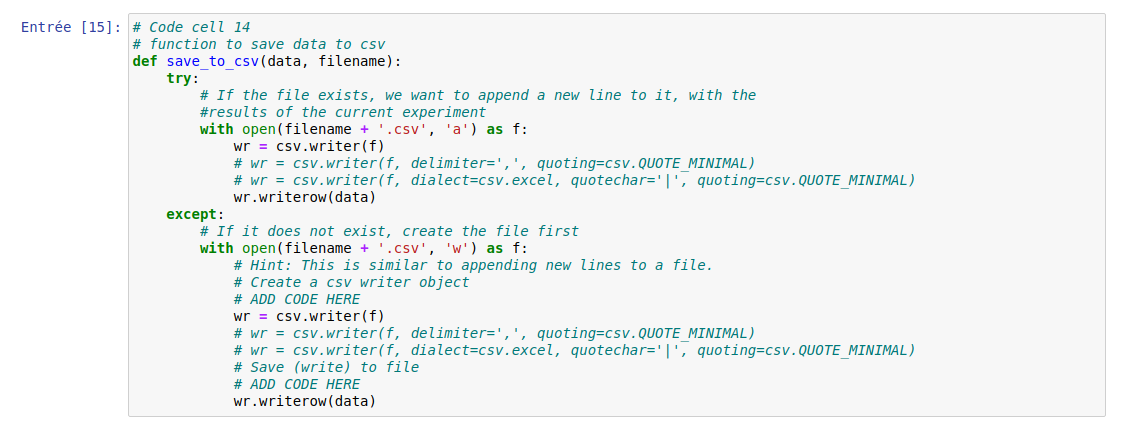 Entrée [15]: # Code cell 14
# function to save data to csv
def save_to_csv(data, filename):
    try:
        # If the file exists, we want to append a new line to it, with the
        #results of the current experiment
        with open(filename + '.csv', 'a') as f:
            wr = csv.writer(f)
            # wr = csv.writer(f, delimiter=',', quoting=csv.QUOTE_MINIMAL)
            # wr = csv.writer(f, dialect=csv.excel, quotechar='|', quoting=csv.QUOTE_MINIMAL)
            wr.writerow(data)
    except:
        # If it does not exist, create the file first
        with open(filename + '.csv', 'w') as f:
            # Hint: This is similar to appending new lines to a file.
            # Create a csv writer object
            # ADD CODE HERE
            wr = csv.writer(f)
            # wr = csv.writer(f, delimiter=',', quoting=csv.QUOTE_MINIMAL)
            # wr = csv.writer(f, dialect=csv.excel, quotechar='|', quoting=csv.QUOTE_MINIMAL)
            # Save (write) to file
            # ADD CODE HERE
            wr.writerow(data)